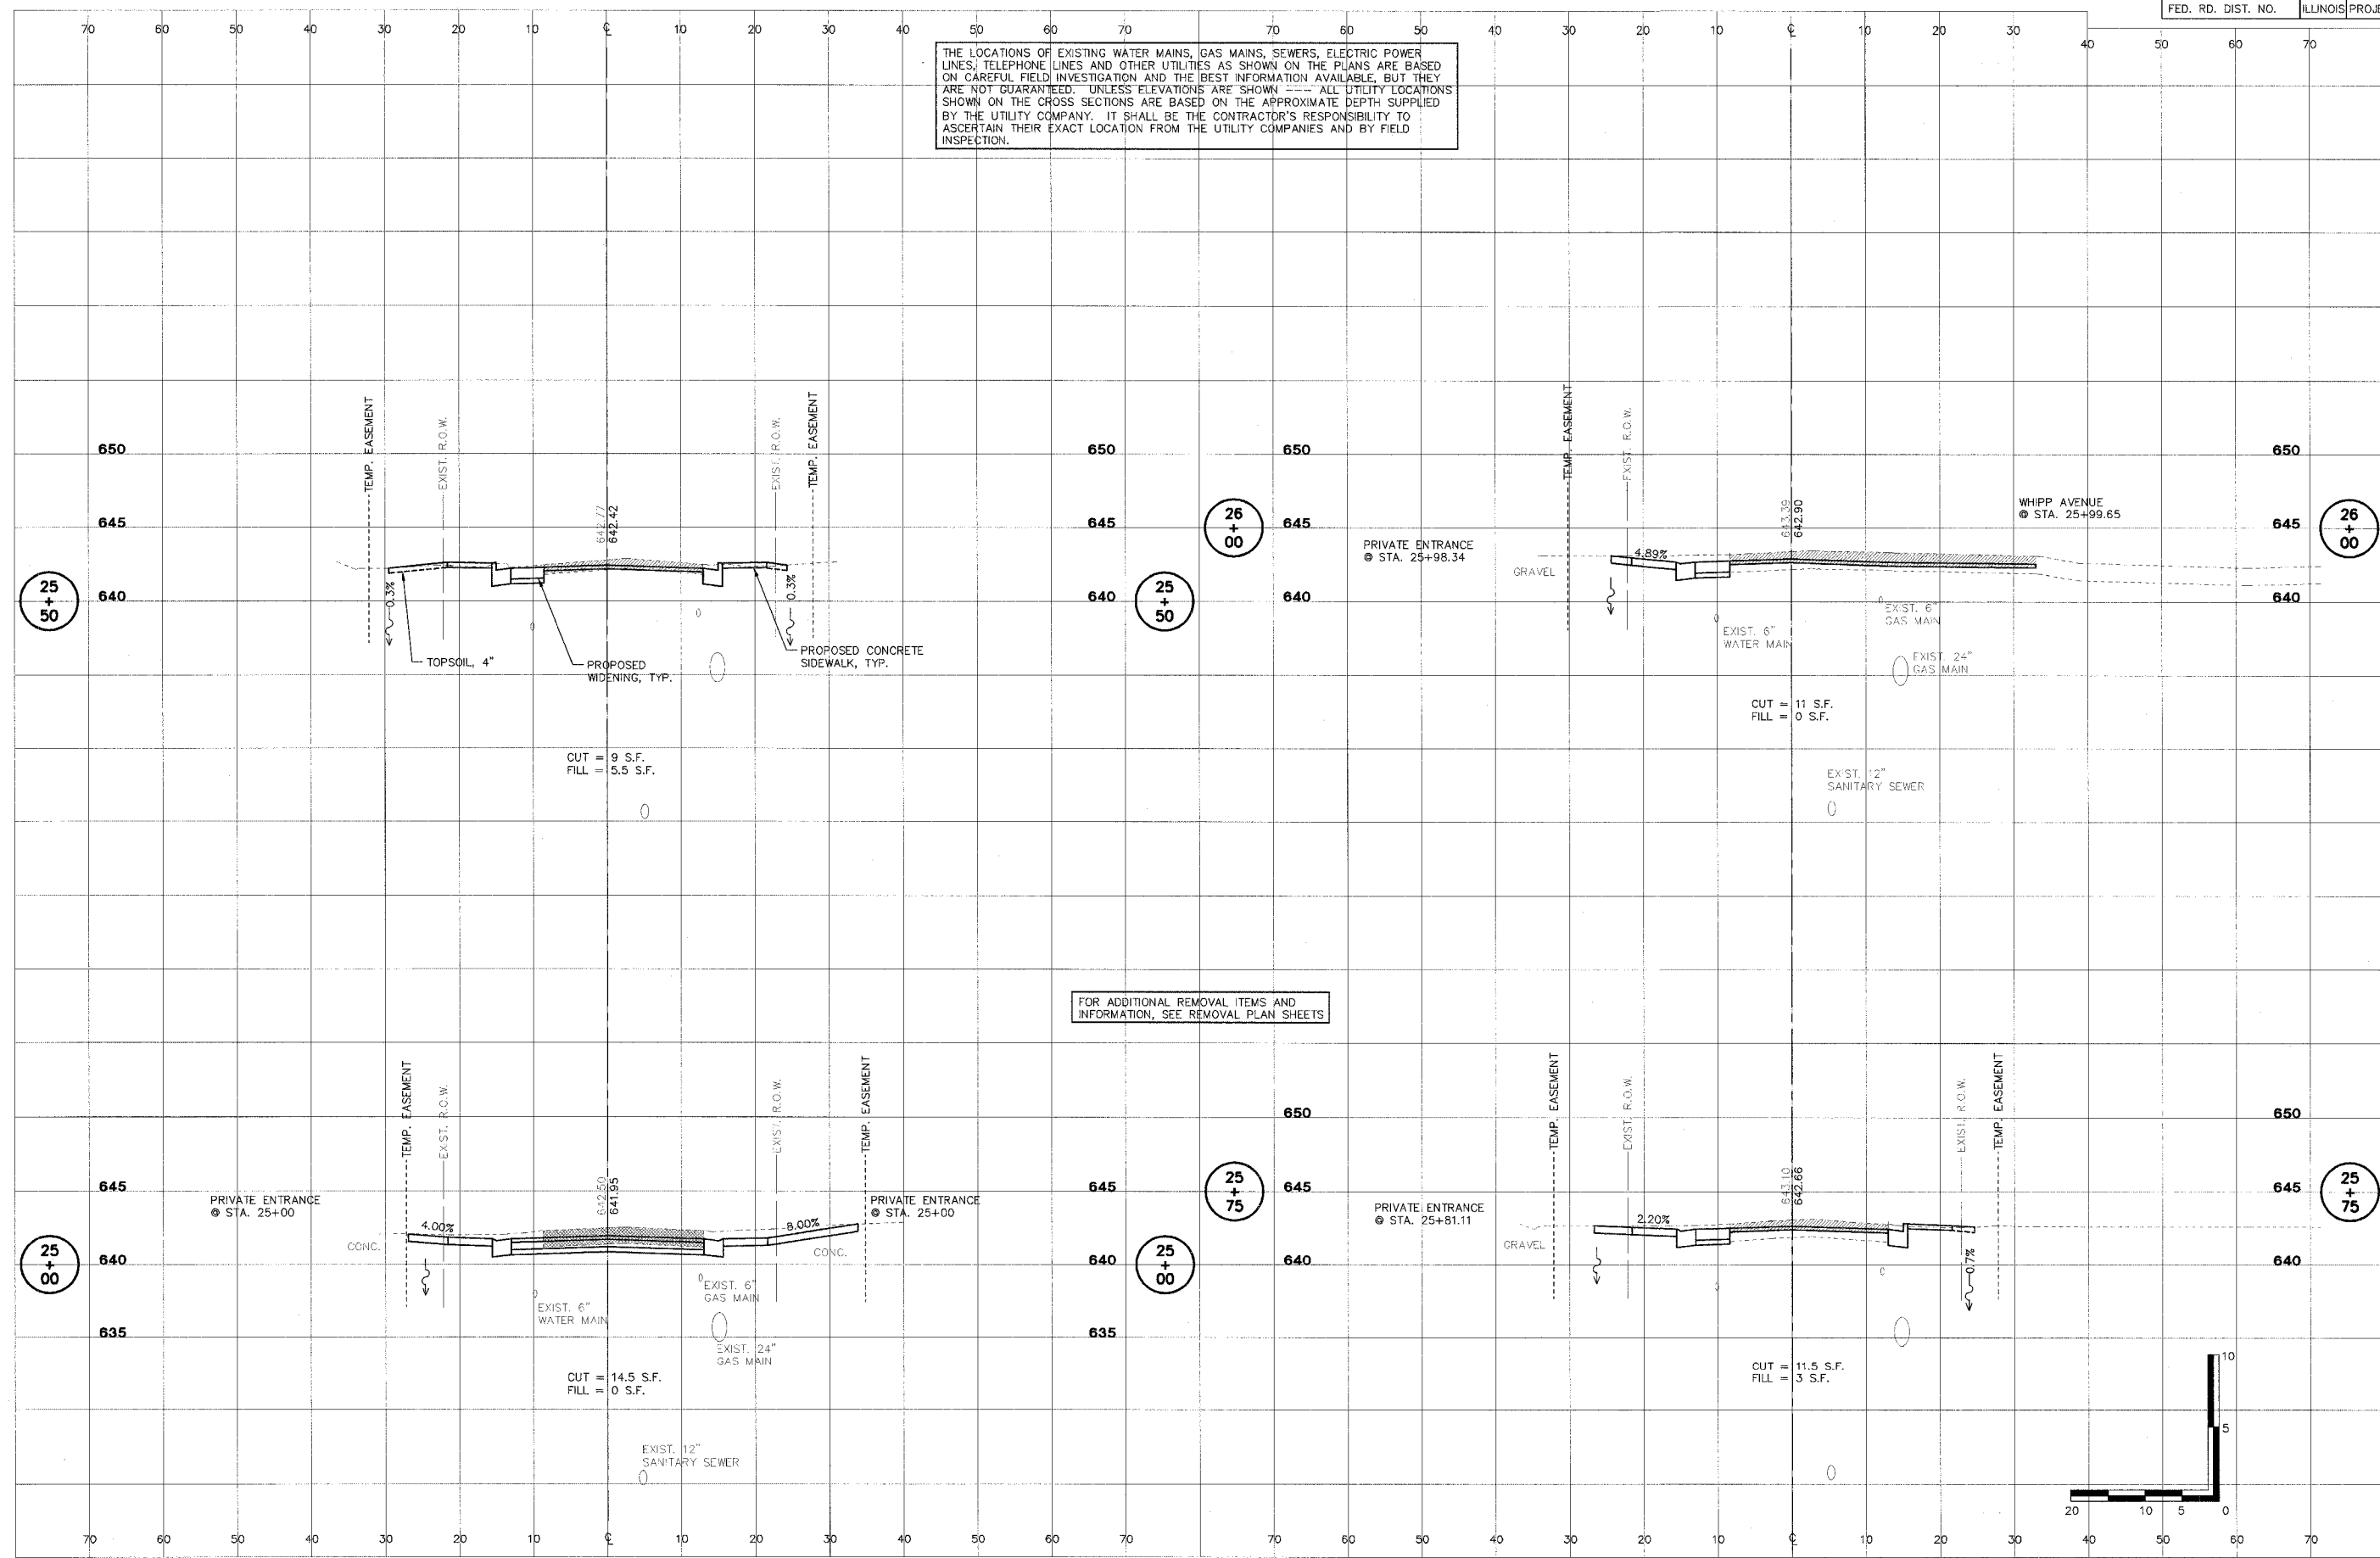 FED. RD. DIST. NO. ILLINOIS PROJE
70 60 50 40 30 20 10 ℄ 10 20 30 40 50 60 70 60 50 40 30 20 10 ℄ 10 20 30 40 50 60 70
THE LOCATIONS OF EXISTING WATER MAINS, GAS MAINS, SEWERS, ELECTRIC POWER
LINES, TELEPHONE LINES AND OTHER UTILITIES AS SHOWN ON THE PLANS ARE BASED
ON CAREFUL FIELD INVESTIGATION AND THE BEST INFORMATION AVAILABLE, BUT THEY
ARE NOT GUARANTEED. UNLESS ELEVATIONS ARE SHOWN --- ALL UTILITY LOCATIONS
SHOWN ON THE CROSS SECTIONS ARE BASED ON THE APPROXIMATE DEPTH SUPPLIED
BY THE UTILITY COMPANY. IT SHALL BE THE CONTRACTOR'S RESPONSIBILITY TO
ASCERTAIN THEIR EXACT LOCATION FROM THE UTILITY COMPANIES AND BY FIELD
INSPECTION.
TEMP. EASEMENT
EXIST. R.O.W.
EXIST. R.O.W.
TEMP. EASEMENT
650
650
645
645
640
640
642.77
642.42
25
+
50
25
+
50
0.3%
0.3%
TOPSOIL, 4"
PROPOSED
WIDENING, TYP.
PROPOSED CONCRETE
SIDEWALK, TYP.
CUT = 9 S.F.
FILL = 5.5 S.F.
TEMP. EASEMENT
EXIST. R.O.W.
650
650
645
645
640
640
26
+
00
26
+
00
643.39
642.90
WHIPP AVENUE
@ STA. 25+99.65
PRIVATE ENTRANCE
@ STA. 25+98.34
4.89%
GRAVEL
EXIST. 6"
WATER MAIN
EXIST. 6"
GAS MAIN
EXIST. 24"
GAS MAIN
CUT = 11 S.F.
FILL = 0 S.F.
EXIST. 12"
SANITARY SEWER
FOR ADDITIONAL REMOVAL ITEMS AND
INFORMATION, SEE REMOVAL PLAN SHEETS
TEMP. EASEMENT
EXIST. R.O.W.
EXIST. R.O.W.
TEMP. EASEMENT
645
645
640
640
635
635
25
+
00
25
+
00
642.50
641.95
PRIVATE ENTRANCE
@ STA. 25+00
PRIVATE ENTRANCE
@ STA. 25+00
4.00%
8.00%
CONC.
CONC.
EXIST. 6"
WATER MAIN
EXIST. 6"
GAS MAIN
EXIST. 24"
GAS MAIN
CUT = 14.5 S.F.
FILL = 0 S.F.
EXIST. 12"
SANITARY SEWER
TEMP. EASEMENT
EXIST. R.O.W.
EXIST. R.O.W.
TEMP. EASEMENT
650
650
645
645
640
640
25
+
75
25
+
75
643.10
642.66
PRIVATE ENTRANCE
@ STA. 25+81.11
2.20%
GRAVEL
0.7%
CUT = 11.5 S.F.
FILL = 3 S.F.
10
5
20 10 5 0
70 60 50 40 30 20 10 ℄ 10 20 30 40 50 60 70 60 50 40 30 20 10 ℄ 10 20 30 40 50 60 70